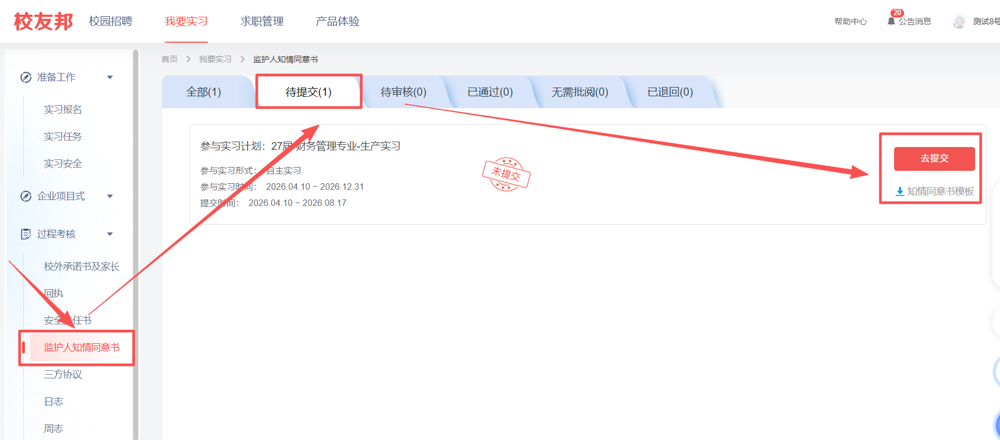 校友邦
校园招聘
我要实习
求职管理
产品体验
帮助中心
20
公告消息
测试8号
准备工作
实习报名
实习任务
实习安全
企业项目式
过程考核
校外承诺书及家长
回执
安全责任书
监护人知情同意书
三方协议
日志
周志
首页 > 我要实习 > 监护人知情同意书
全部(1)
待提交(1)
待审核(0)
已通过(0)
无需批阅(0)
已退回(0)
参与实习计划：27届 财务管理专业-生产实习
参与实习形式： 自主实习
参与实习时间： 2026.04.10 ~ 2026.12.31
提交时间： 2026.04.10 ~ 2026.08.17
未提交
去提交
知情同意书模板